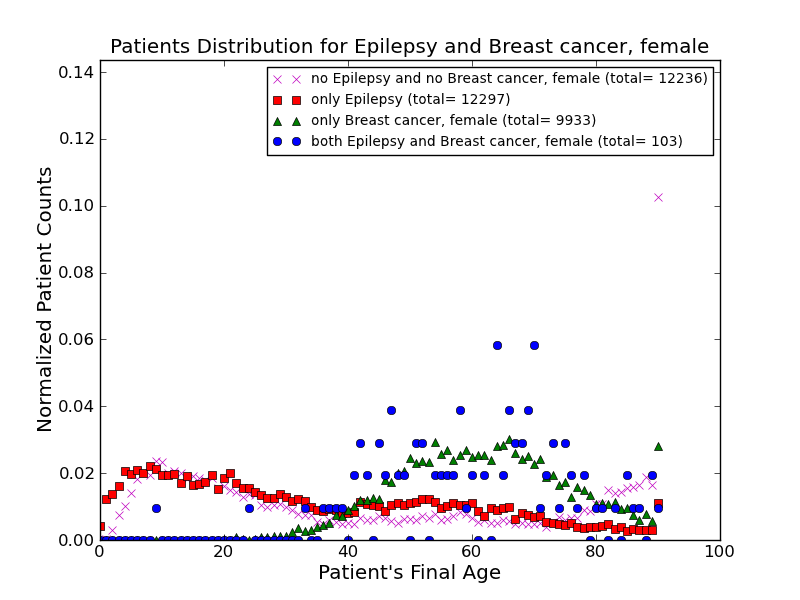 Patients Distribution for Epilepsy and Breast cancer, female
no Epilepsy and no Breast cancer, female (total= 12236)
only Epilepsy (total= 12297)
only Breast cancer, female (total= 9933)
both Epilepsy and Breast cancer, female (total= 103)
Normalized Patient Counts
0.14
0.12
0.10
0.08
0.06
0.04
0.02
0.00
0 20 40 60 80 100
Patient's Final Age